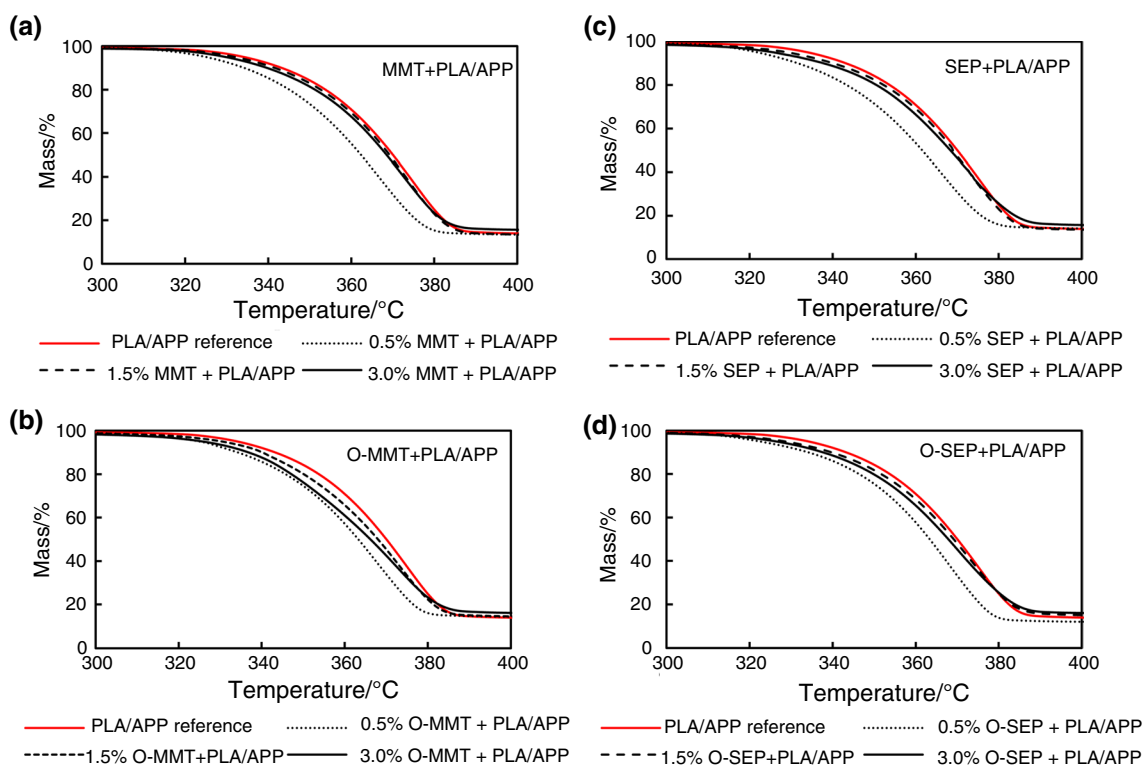 (a)
100
80
60
40
20
0
Mass/%
MMT+PLA/APP
300 320 340 360 380 400
Temperature/°C
PLA/APP reference 0.5% MMT + PLA/APP
1.5% MMT + PLA/APP 3.0% MMT + PLA/APP
(c)
100
80
60
40
20
0
Mass/%
SEP+PLA/APP
300 320 340 360 380 400
Temperature/°C
PLA/APP reference 0.5% SEP + PLA/APP
1.5% SEP + PLA/APP 3.0% SEP + PLA/APP
(b)
100
80
60
40
20
0
Mass/%
O-MMT+PLA/APP
300 320 340 360 380 400
Temperature/°C
PLA/APP reference 0.5% O-MMT + PLA/APP
1.5% O-MMT+PLA/APP 3.0% O-MMT + PLA/APP
(d)
100
80
60
40
20
0
Mass/%
O-SEP+PLA/APP
300 320 340 360 380 400
Temperature/°C
PLA/APP reference 0.5% O-SEP + PLA/APP
1.5% O-SEP+PLA/APP 3.0% O-SEP + PLA/APP